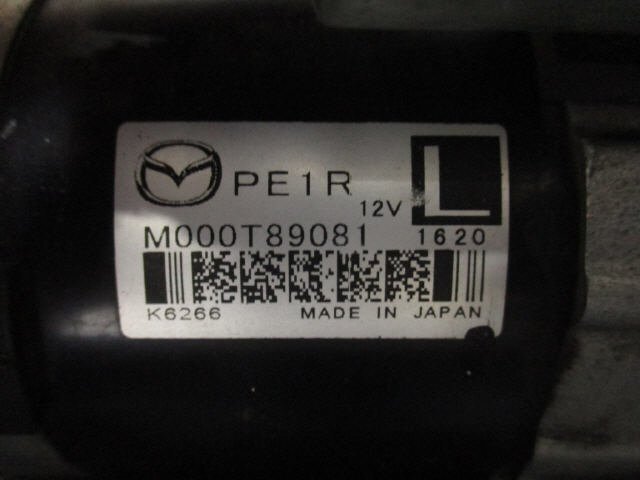 PE1R
12V
L
M000T89081
1620
K6266 MADE IN JAPAN